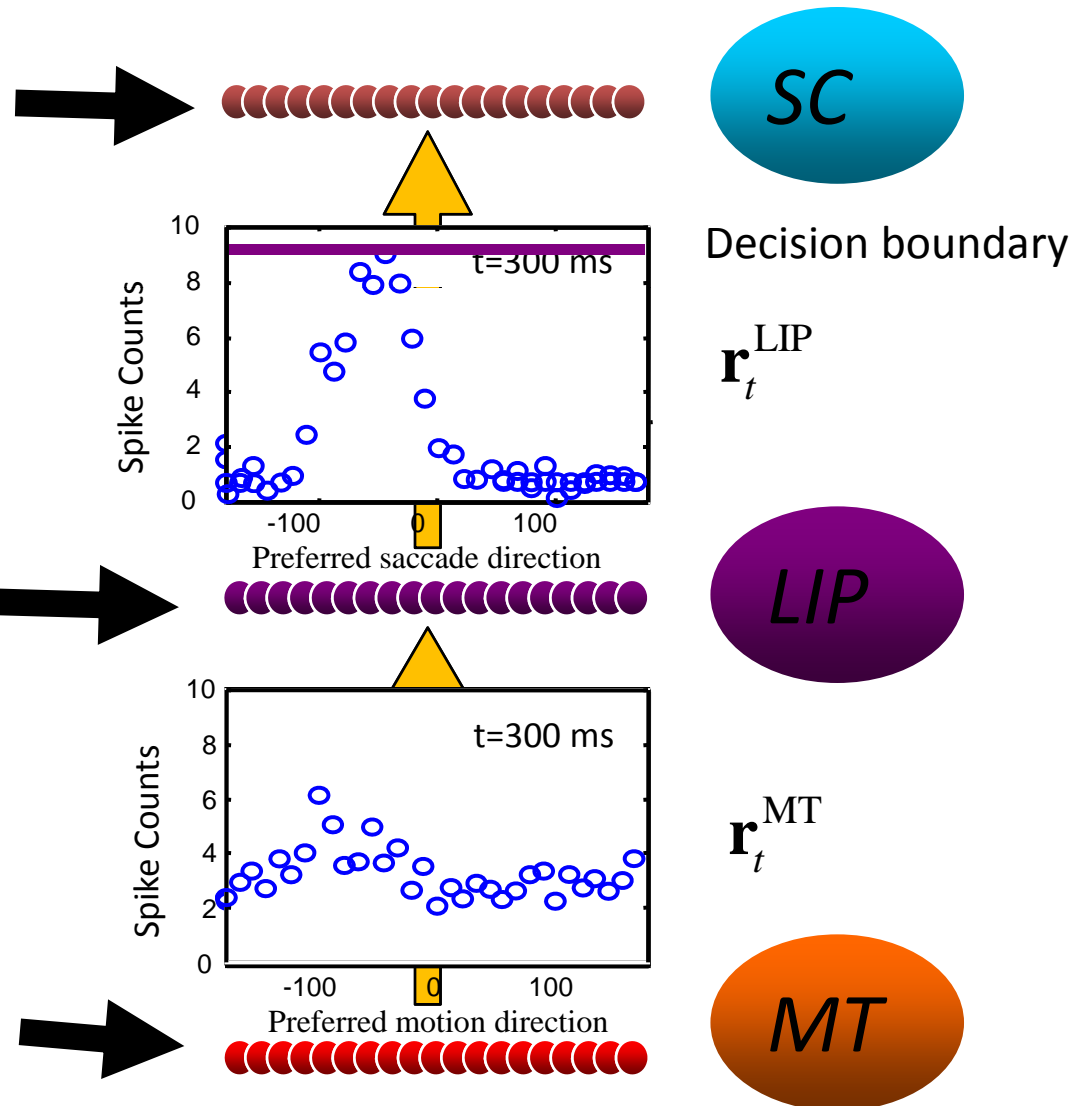 SC
10
Decision boundary
t=300 ms
8
6
4
2
0
Spike Counts
-100 0 100
Preferred saccade direction
r_t^LIP
LIP
10
t=300 ms
8
6
4
2
0
Spike Counts
-100 0 100
Preferred motion direction
r_t^MT
MT